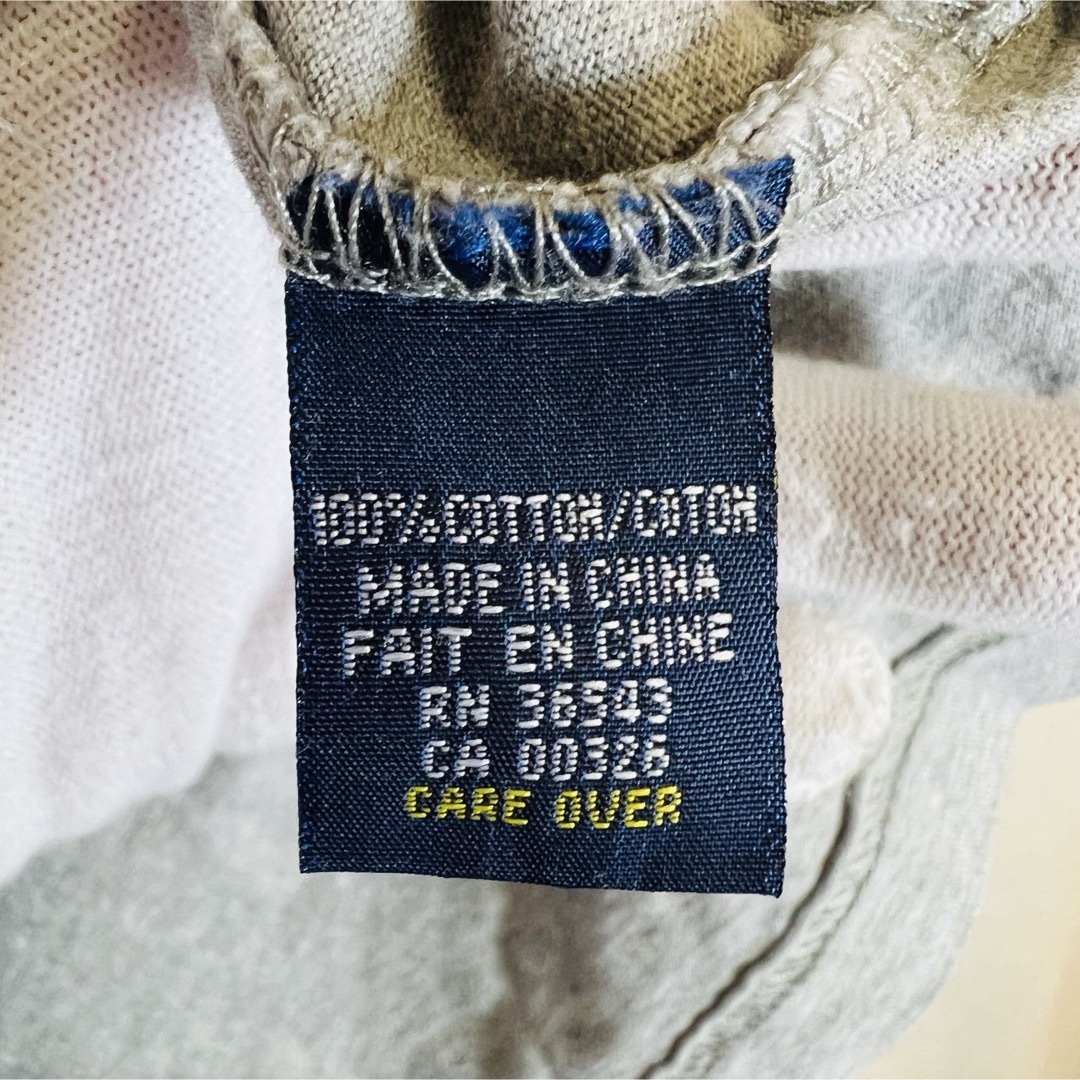 100% COTTON/COTON
MADE IN CHINA
FAIT EN CHINE
RN 36543
CA 00326
CARE OVER